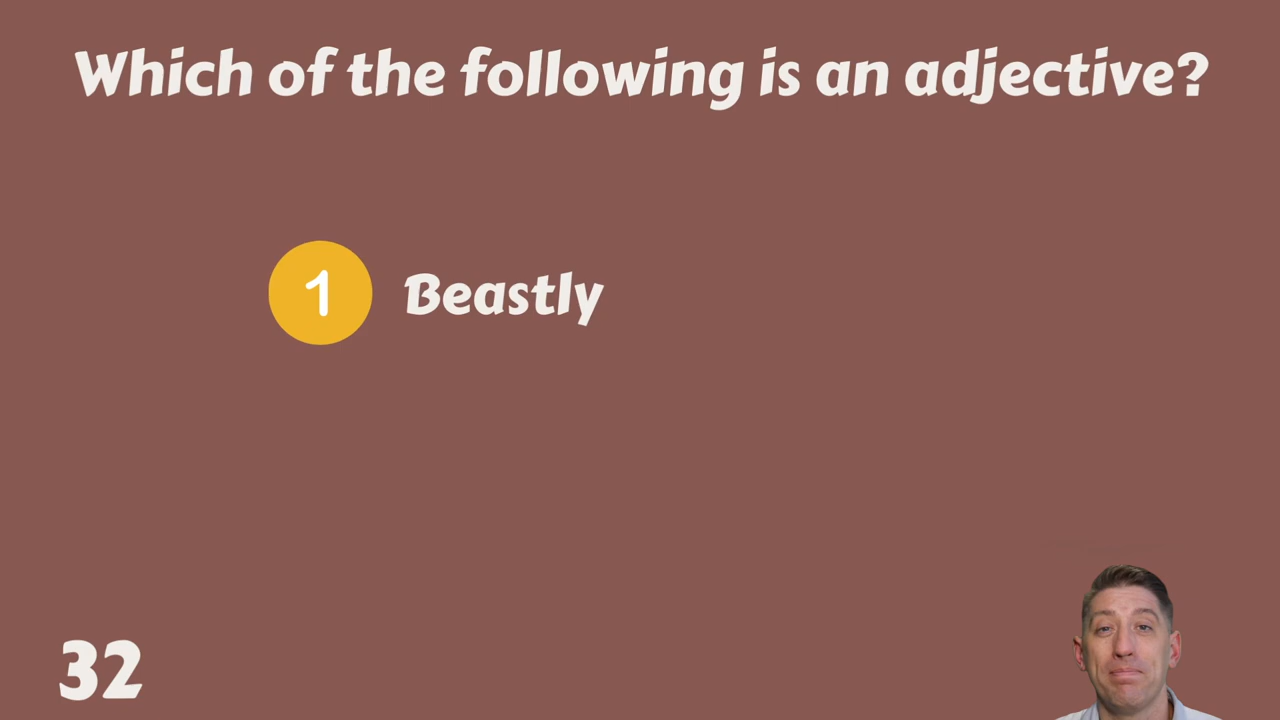 Which of the following is an adjective?
1 Beastly
32